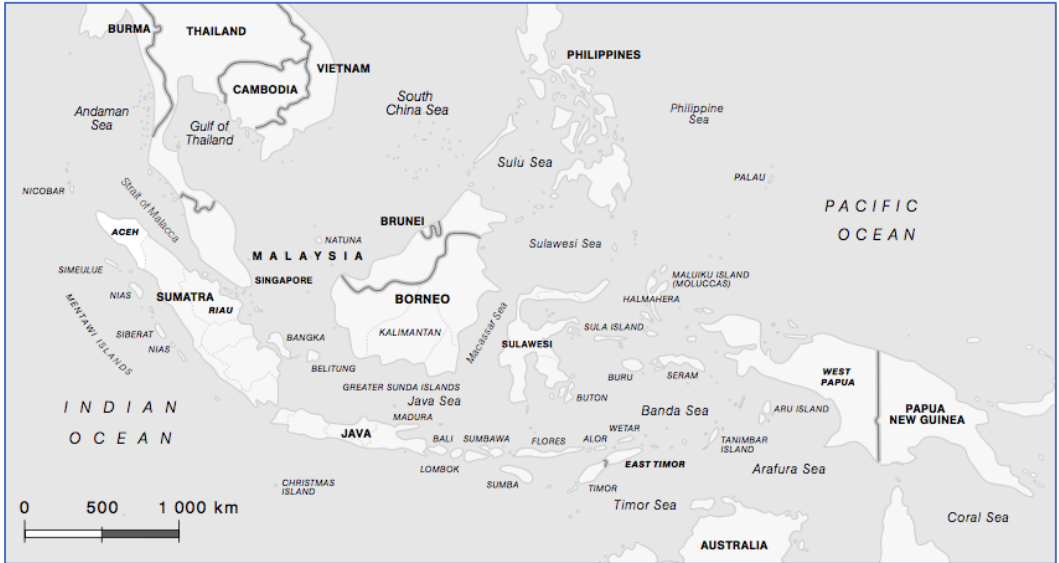 BURMA
THAILAND
PHILIPPINES
VIETNAM
CAMBODIA
South
China Sea
Andaman
Sea
Gulf of
Thailand
Philippine
Sea
Sulu Sea
NICOBAR
Strait of Malacca
PALAU
PACIFIC
OCEAN
ACEH
BRUNEI
NATUNA
Sulawesi Sea
MALAYSIA
SIMEULUE
SINGAPORE
MALUIKU ISLAND
(MOLUCCAS)
NIAS
SUMATRA
RIAU
BORNEO
HALMAHERA
MENTAWI ISLANDS
SIBERAT
NIAS
BANGKA
KALIMANTAN
Macassar Sea
SULA ISLAND
SULAWESI
BELITUNG
BURU
SERAM
WEST
PAPUA
GREATER SUNDA ISLANDS
Java Sea
BUTON
INDIAN
OCEAN
MADURA
Banda Sea
ARU ISLAND
PAPUA
NEW GUINEA
JAVA
BALI
SUMBAWA
FLORES
ALOR
WETAR
TANIMBAR
ISLAND
LOMBOK
EAST TIMOR
Arafura Sea
CHRISTMAS
ISLAND
SUMBA
TIMOR
Timor Sea
0 500 1 000 km
Coral Sea
AUSTRALIA